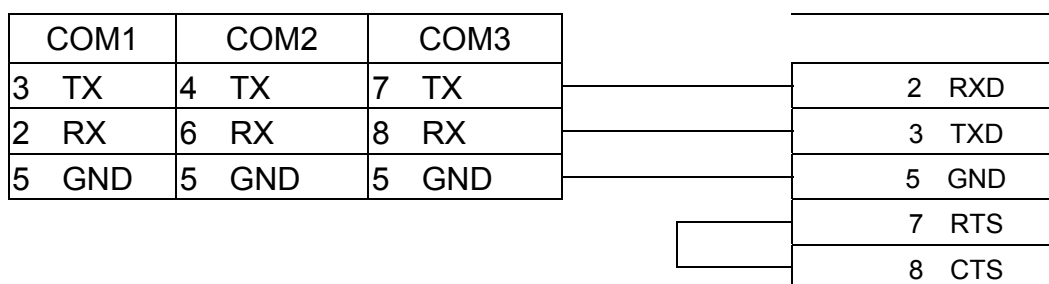 COM1 COM2 COM3
3 TX 4 TX 7 TX 2 RXD
2 RX 6 RX 8 RX 3 TXD
5 GND 5 GND 5 GND 5 GND
7 RTS
8 CTS